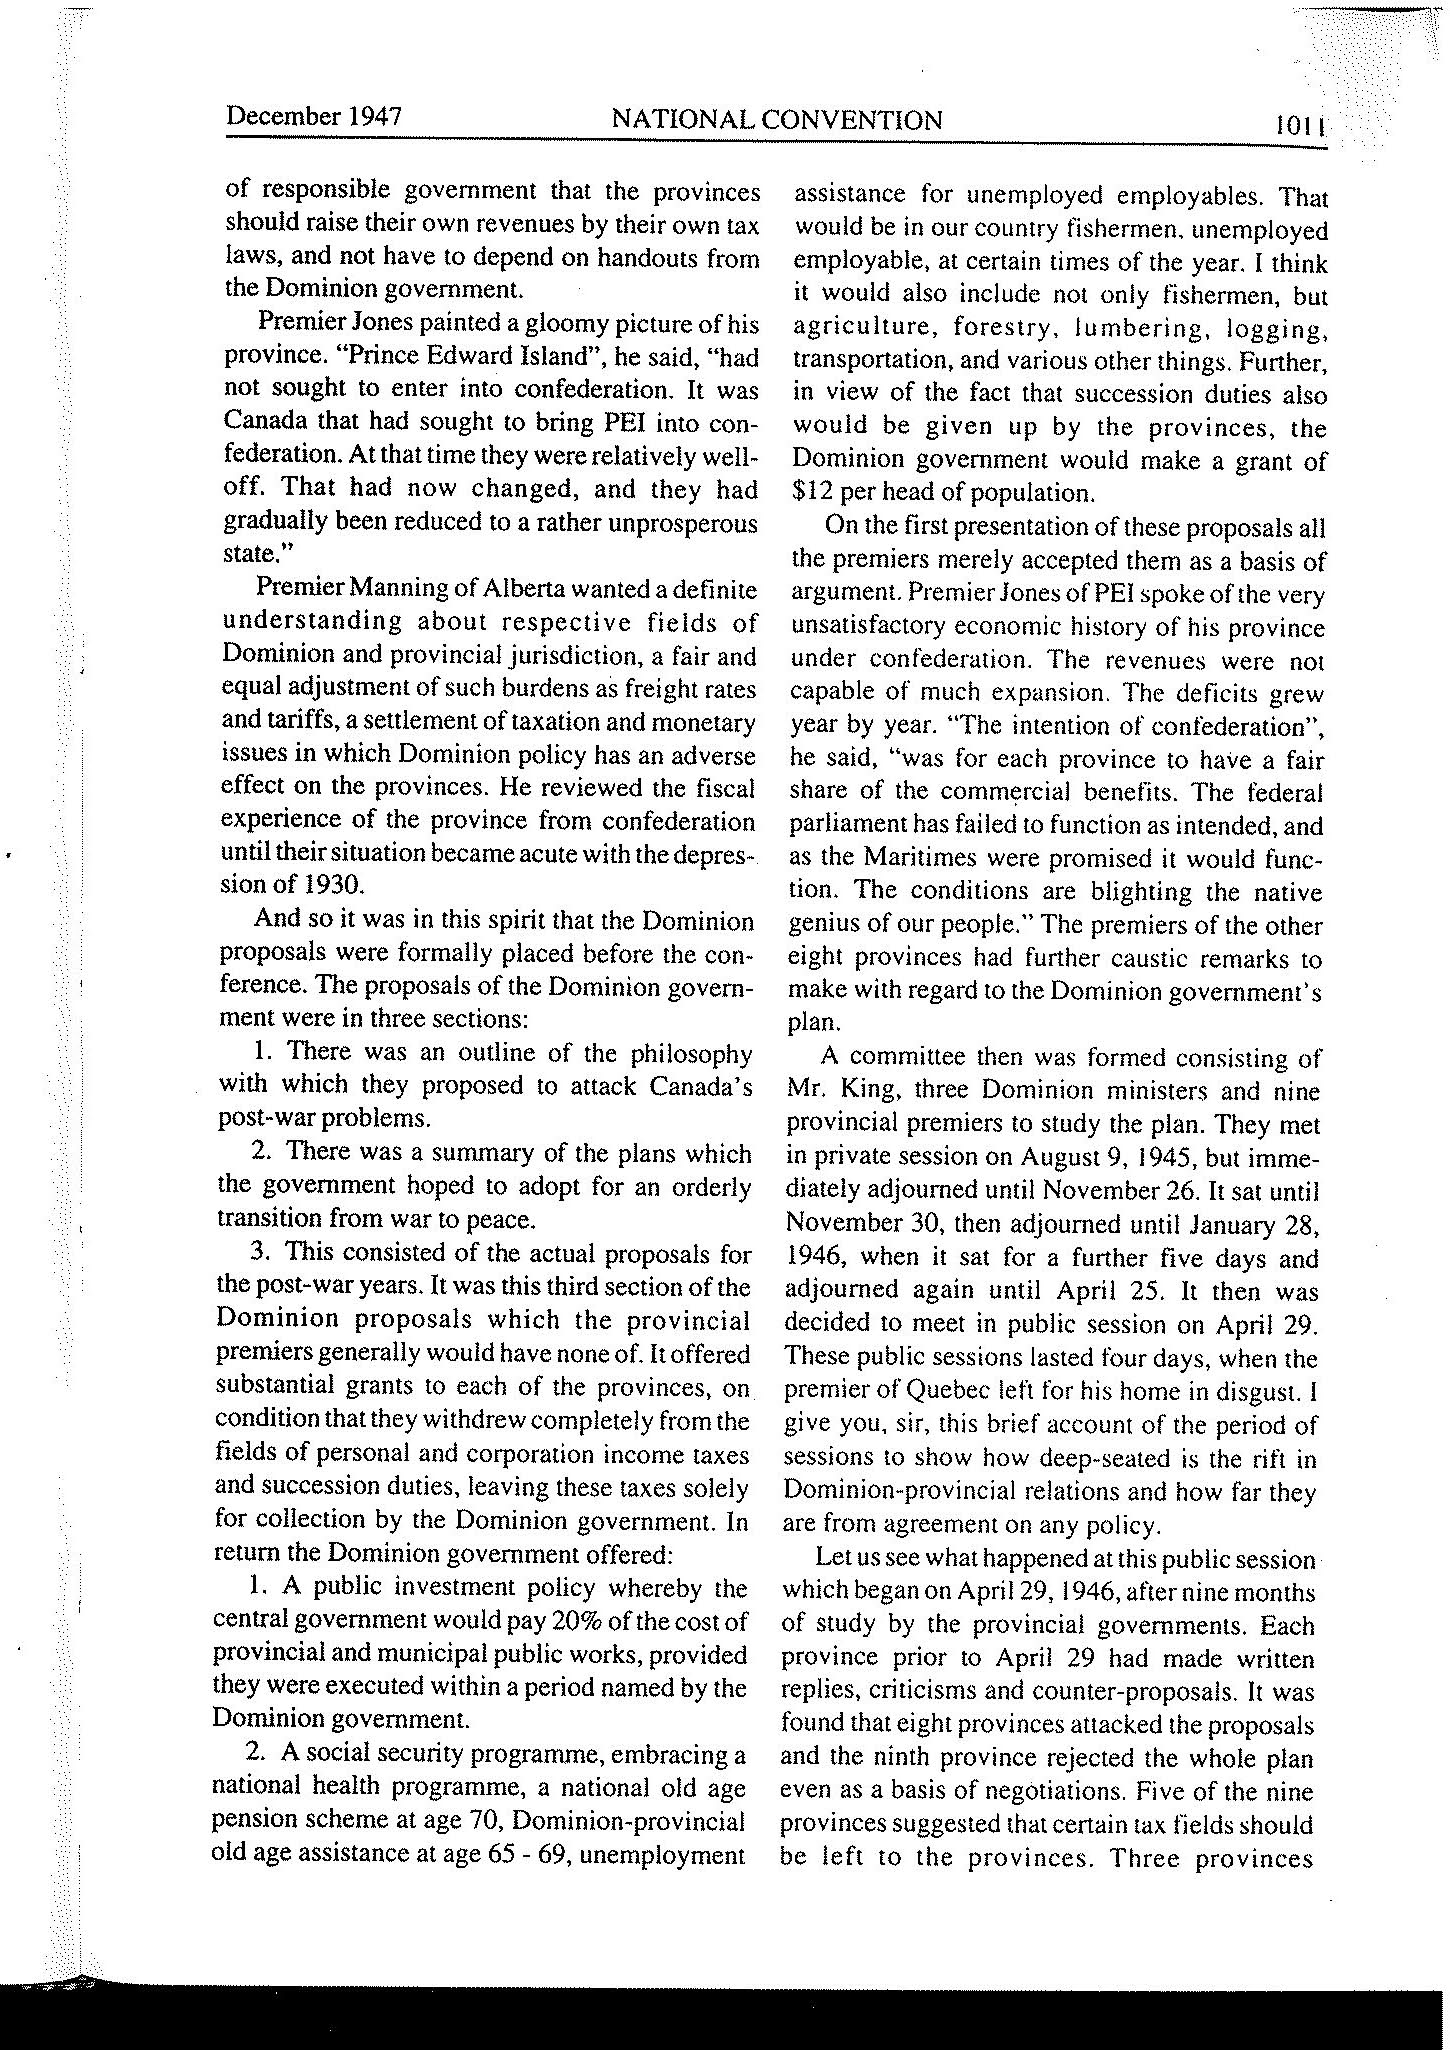 December 1947
NATIONAL CONVENTION
1011
of responsible government that the provinces
should raise their own revenues by their own tax
laws, and not have to depend on handouts from
the Dominion government.
Premier Jones painted a gloomy picture of his
province. “Prince Edward Island”, he said, “had
not sought to enter into confederation. It was
Canada that had sought to bring PEI into con-
federation. At that time they were relatively well-
off. That had now changed, and they had
gradually been reduced to a rather unprosperous
state.”
Premier Manning of Alberta wanted a definite
understanding about respective fields of
Dominion and provincial jurisdiction, a fair and
equal adjustment of such burdens as freight rates
and tariffs, a settlement of taxation and monetary
issues in which Dominion policy has an adverse
effect on the provinces. He reviewed the fiscal
experience of the province from confederation
until their situation became acute with the depres-
sion of 1930.
And so it was in this spirit that the Dominion
proposals were formally placed before the con-
ference. The proposals of the Dominion govern-
ment were in three sections:
1. There was an outline of the philosophy
with which they proposed to attack Canada's
post-war problems.
2. There was a summary of the plans which
the government hoped to adopt for an orderly
transition from war to peace.
3. This consisted of the actual proposals for
the post-war years. It was this third section of the
Dominion proposals which the provincial
premiers generally would have none of. It offered
substantial grants to each of the provinces, on
condition that they withdrew completely from the
fields of personal and corporation income taxes
and succession duties, leaving these taxes solely
for collection by the Dominion government. In
return the Dominion government offered:
1. A public investment policy whereby the
central government would pay 20% of the cost of
provincial and municipal public works, provided
they were executed within a period named by the
Dominion government.
2. A social security programme, embracing a
national health programme, a national old age
pension scheme at age 70, Dominion-provincial
old age assistance at age 65 - 69, unemployment
assistance for unemployed employables. That
would be in our country fishermen, unemployed
employable, at certain times of the year. I think
it would also include not only fishermen, but
agriculture, forestry, lumbering, logging,
transportation, and various other things. Further,
in view of the fact that succession duties also
would be given up by the provinces, the
Dominion government would make a grant of
$12 per head of population.
On the first presentation of these proposals all
the premiers merely accepted them as a basis of
argument. Premier Jones of PEI spoke of the very
unsatisfactory economic history of his province
under confederation. The revenues were not
capable of much expansion. The deficits grew
year by year. “The intention of confederation”,
he said, “was for each province to have a fair
share of the commercial benefits. The federal
parliament has failed to function as intended, and
as the Maritimes were promised it would func-
tion. The conditions are blighting the native
genius of our people.” The premiers of the other
eight provinces had further caustic remarks to
make with regard to the Dominion government's
plan.
A committee then was formed consisting of
Mr. King, three Dominion ministers and nine
provincial premiers to study the plan. They met
in private session on August 9, 1945, but imme-
diately adjourned until November 26. It sat until
November 30, then adjourned until January 28,
1946, when it sat for a further five days and
adjourned again until April 25. It then was
decided to meet in public session on April 29.
These public sessions lasted four days, when the
premier of Quebec left for his home in disgust. I
give you, sir, this brief account of the period of
sessions to show how deep-seated is the rift in
Dominion-provincial relations and how far they
are from agreement on any policy.
Let us see what happened at this public session
which began on April 29, 1946, after nine months
of study by the provincial governments. Each
province prior to April 29 had made written
replies, criticisms and counter-proposals. It was
found that eight provinces attacked the proposals
and the ninth province rejected the whole plan
even as a basis of negotiations. Five of the nine
provinces suggested that certain tax fields should
be left to the provinces. Three provinces